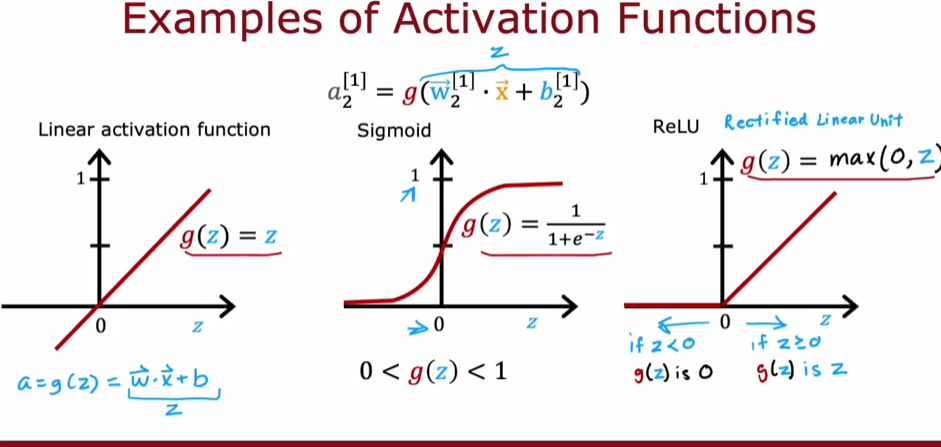 Examples of Activation Functions
z
a₂^[1] = g(w⃗₂^[1] · x⃗ + b₂^[1])
Linear activation function
1
g(z) = z
0
z
a = g(z) = w⃗·x⃗+b
z
Sigmoid
1
g(z) = 1/(1+e^−z)
0
z
0 < g(z) < 1
ReLU Rectified Linear Unit
g(z) = max(0, z)
1
0
z
if z<0
g(z) is 0
if z≥0
g(z) is z